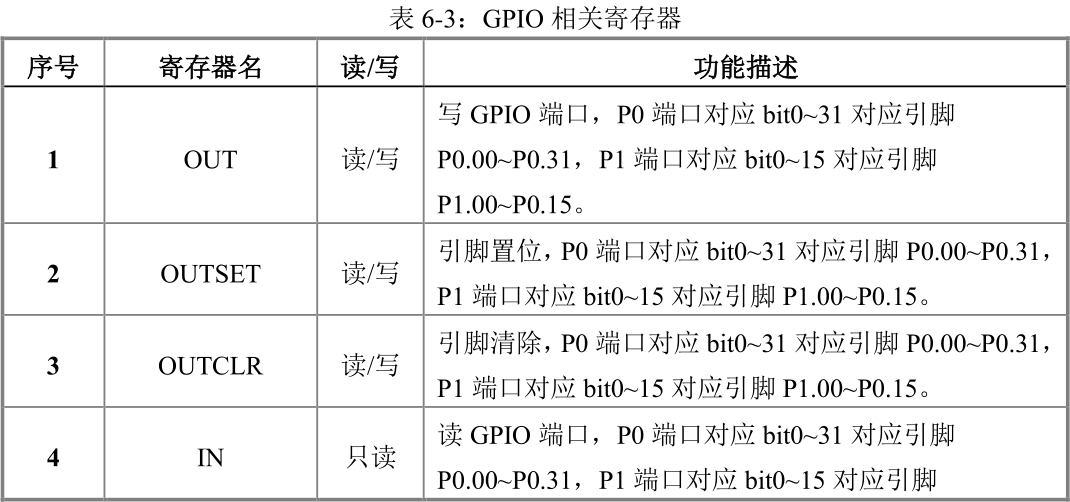 表 6-3：GPIO 相关寄存器
序号 寄存器名 读/写 功能描述
1 OUT 读/写 写 GPIO 端口，P0 端口对应 bit0~31 对应引脚
P0.00~P0.31，P1 端口对应 bit0~15 对应引脚
P1.00~P0.15。
2 OUTSET 读/写 引脚置位，P0 端口对应 bit0~31 对应引脚 P0.00~P0.31，
P1 端口对应 bit0~15 对应引脚 P1.00~P0.15。
3 OUTCLR 读/写 引脚清除，P0 端口对应 bit0~31 对应引脚 P0.00~P0.31，
P1 端口对应 bit0~15 对应引脚 P1.00~P0.15。
4 IN 只读 读 GPIO 端口，P0 端口对应 bit0~31 对应引脚
P0.00~P0.31，P1 端口对应 bit0~15 对应引脚